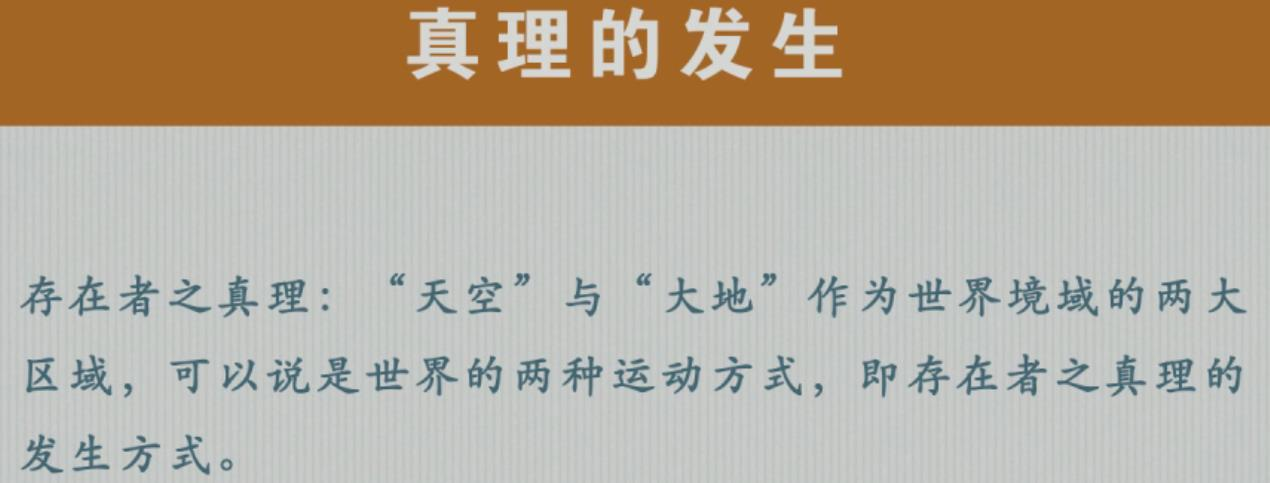 真理的发生
存在者之真理：“天空”与“大地”作为世界境域的两大
区域，可以说是世界的两种运动方式，即存在者之真理的
发生方式。